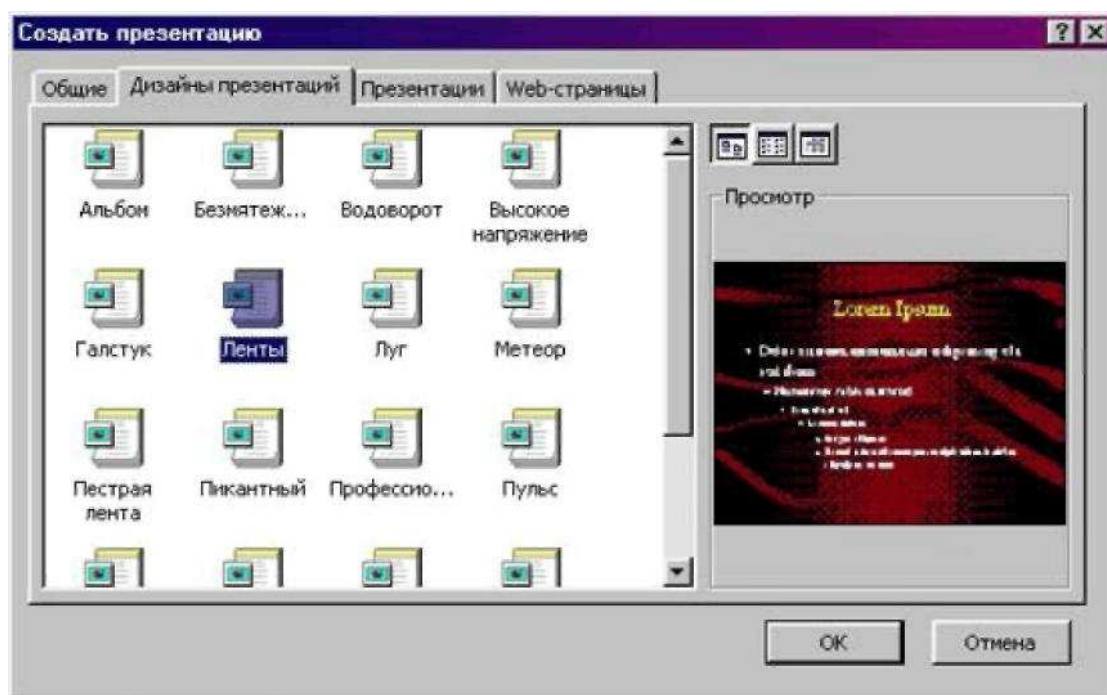 Создать презентацию
Общие
Дизайны презентаций
Презентации
Web-страницы
Альбом
Безмятеж...
Водоворот
Высокое
напряжение
Просмотр
Галстук
Ленты
Луг
Метеор
Lorem Ipsum
Пестрая
лента
Пикантный
Профессио...
Пульс
OK
Отмена